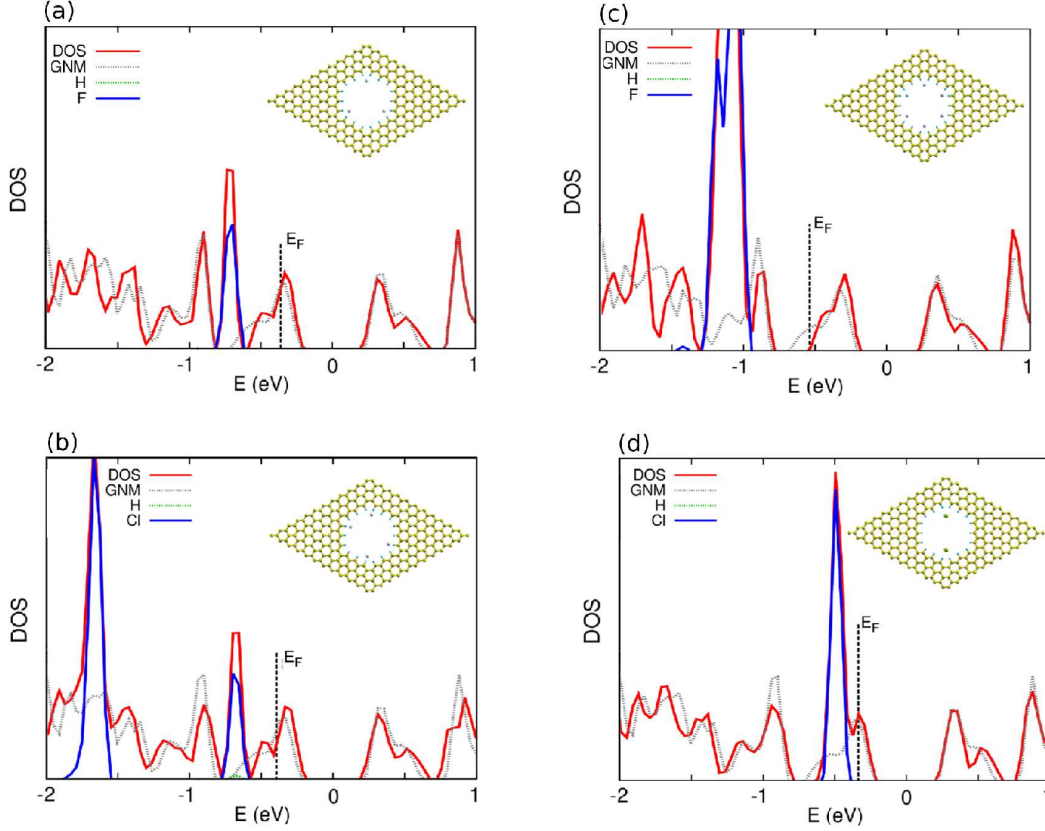 (a)
DOS
GNM
H
F
E_F
DOS
-2
-1
0
1
E (eV)
(c)
DOS
GNM
H
F
E_F
DOS
-2
-1
0
1
E (eV)
(b)
DOS
GNM
H
Cl
E_F
DOS
-2
-1
0
1
E (eV)
(d)
DOS
GNM
H
Cl
E_F
DOS
-2
-1
0
1
E (eV)